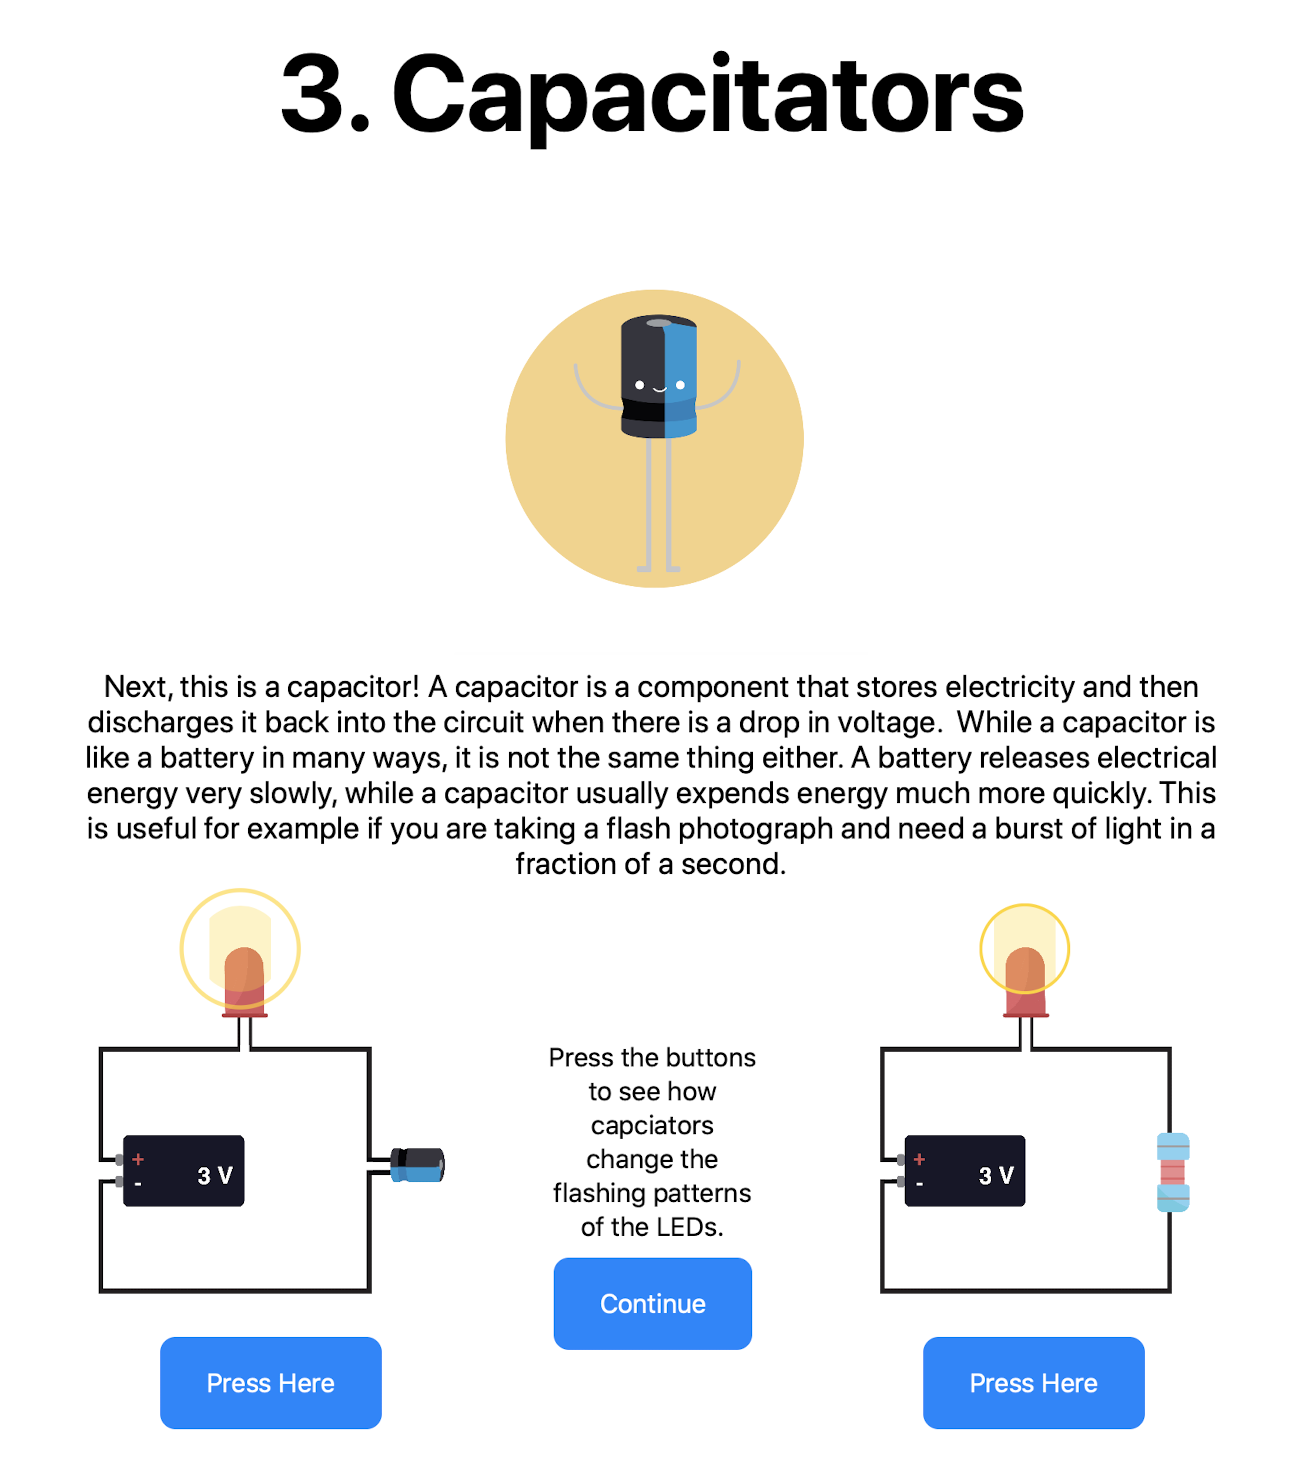 3. Capacitators
Next, this is a capacitor! A capacitor is a component that stores electricity and then
discharges it back into the circuit when there is a drop in voltage.  While a capacitor is
like a battery in many ways, it is not the same thing either. A battery releases electrical
energy very slowly, while a capacitor usually expends energy much more quickly. This
is useful for example if you are taking a flash photograph and need a burst of light in a
fraction of a second.
+
-
3 V
Press Here
Press the buttons
to see how
capciators
change the
flashing patterns
of the LEDs.
Continue
+
-
3 V
Press Here